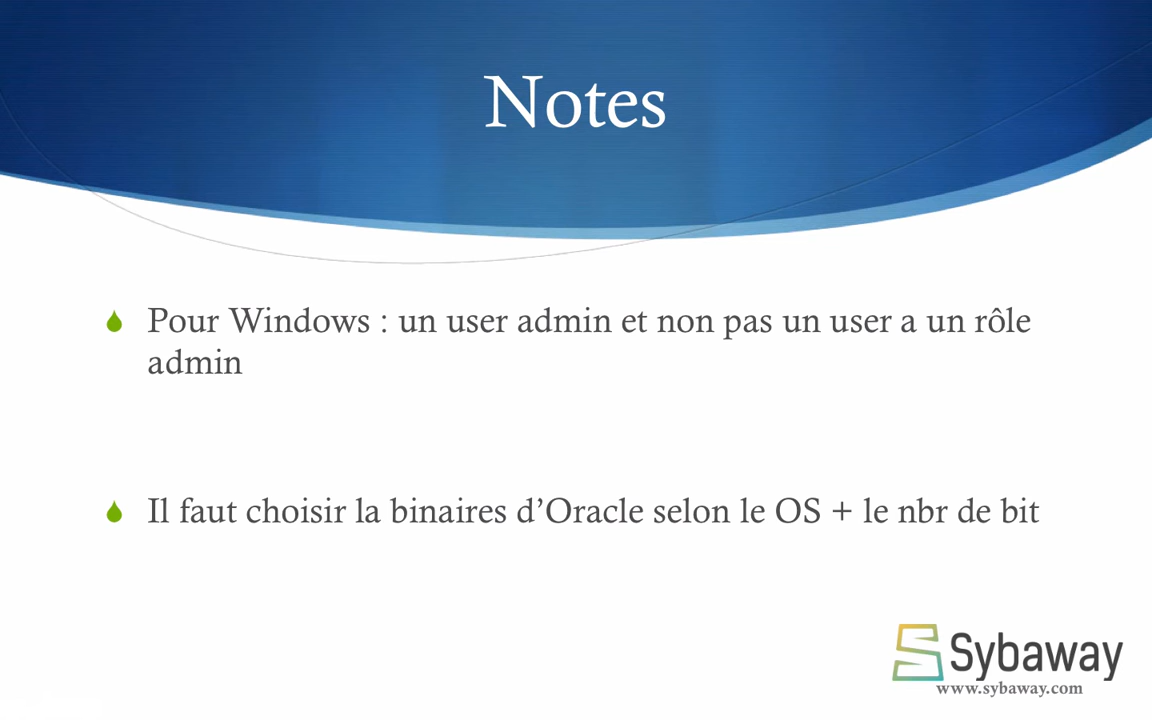 Notes
Pour Windows : un user admin et non pas un user a un rôle
admin
Il faut choisir la binaires d’Oracle selon le OS + le nbr de bit
Sybaway
www.sybaway.com